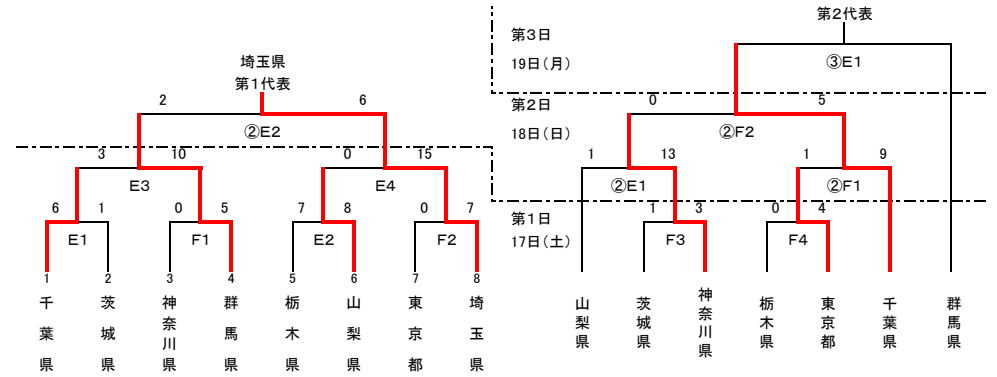 第2代表
第3日
19日(月)
③E1
埼玉県
第1代表
2 6
②E2
第2日
18日(日)
0 5
②F2
3 10 0 15
E3 E4
1 13 1 9
②E1 ②F1
6 1 0 5 7 8 0 7
E1 F1 E2 F2
第1日
17日(土)
1 3 0 4
F3 F4
1 2 3 4 5 6 7 8
千葉県
茨城県
神奈川県
群馬県
栃木県
山梨県
東京都
埼玉県
山梨県
茨城県
神奈川県
栃木県
東京都
千葉県
群馬県